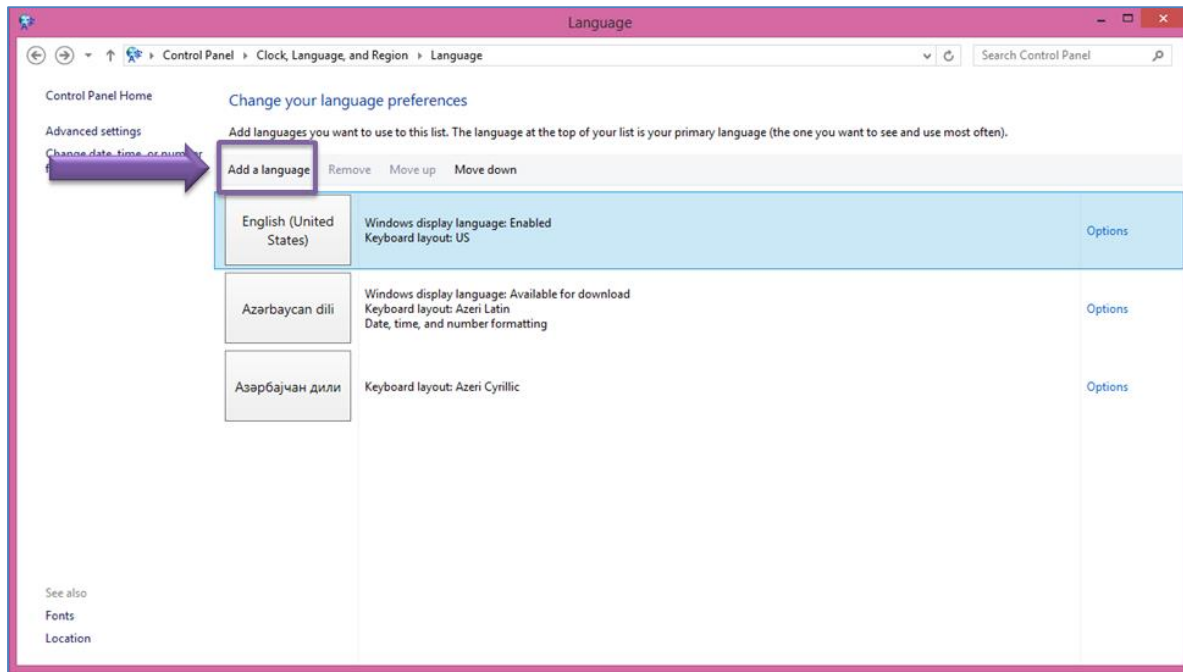 Language
Control Panel Clock, Language, and Region Language
Search Control Panel
Control Panel Home
Advanced settings
Change date, time, or number
Change your language preferences
Add languages you want to use to this list. The language at the top of your list is your primary language (the one you want to see and use most often).
Add a language Remove Move up Move down
English (United
States)
Windows display language: Enabled
Keyboard layout: US
Options
Azərbaycan dili
Windows display language: Available for download
Keyboard layout: Azeri Latin
Date, time, and number formatting
Options
Азәрбајҹан дили
Keyboard layout: Azeri Cyrillic
Options
See also
Fonts
Location